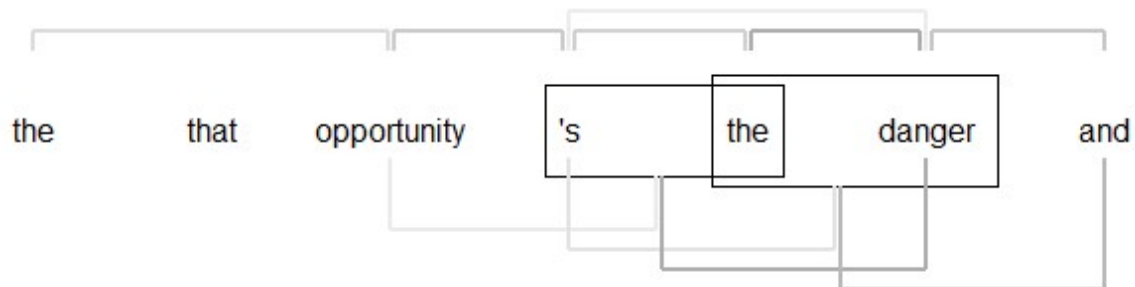 the that opportunity 's the danger and